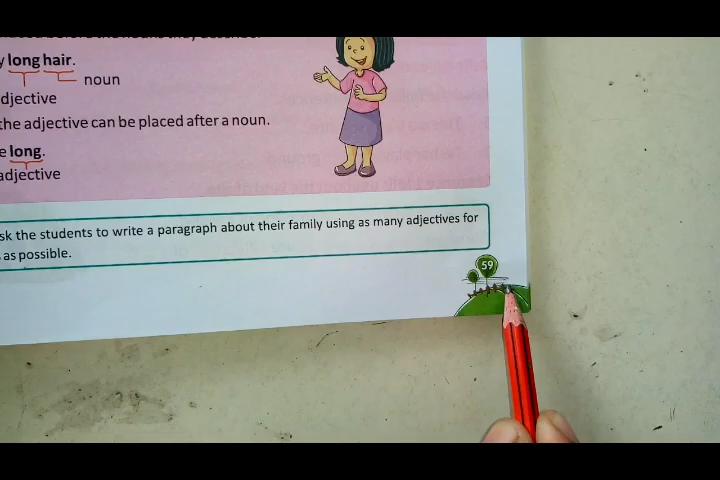 long hair.
noun
djective
the adjective can be placed after a noun.
e long.
adjective
sk the students to write a paragraph about their family using as many adjectives for
as possible.
59